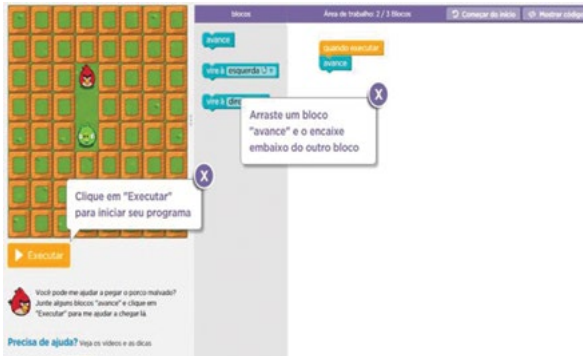 blocos
Área de trabalho: 2 / 3 blocos
Começar do início
Mostrar código
avance
vire à esquerda
vire à
quando executar
avance
Arraste um bloco
"avance" e o encaixe
embaixo do outro bloco
X
X
Clique em "Executar"
para iniciar seu programa
Executar
Você pode me ajudar a pegar o porco malvado?
Junte alguns blocos "avance" e clique em
"Executar" para me ajudar a chegar lá.
Precisa de ajuda? Veja os vídeos e as dicas